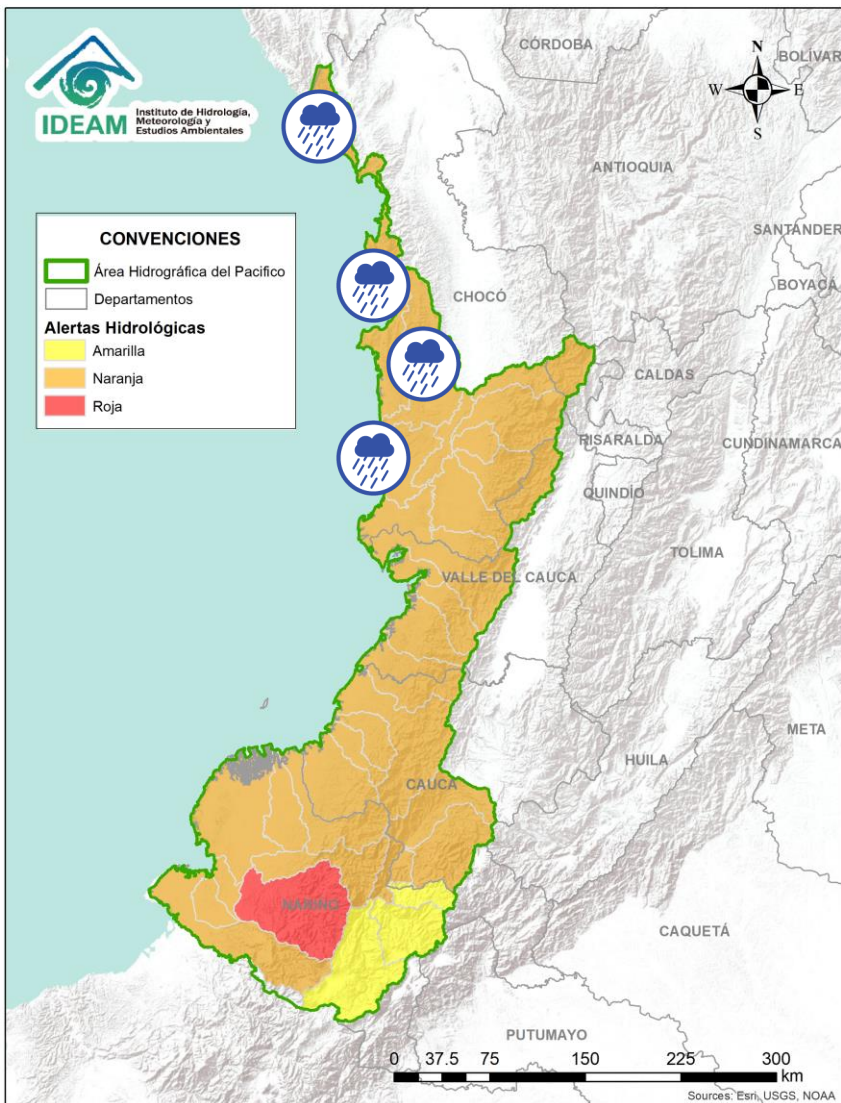 IDEAM
Instituto de Hidrología,
Meteorología y
Estudios Ambientales
CONVENCIONES
Área Hidrográfica del Pacifico
Departamentos
Alertas Hidrológicas
Amarilla
Naranja
Roja
N
W
E
S
CÓRDOBA
BOLÍVAR
ANTIOQUIA
SANTANDER
BOYACÁ
CHOCÓ
CALDAS
RISARALDA
CUNDINAMARCA
QUINDÍO
TOLIMA
VALLE DEL CAUCA
META
HUILA
CAUCA
NARIÑO
CAQUETÁ
PUTUMAYO
0 37.5 75 150 225 300
km
Sources: Esri, USGS, NOAA